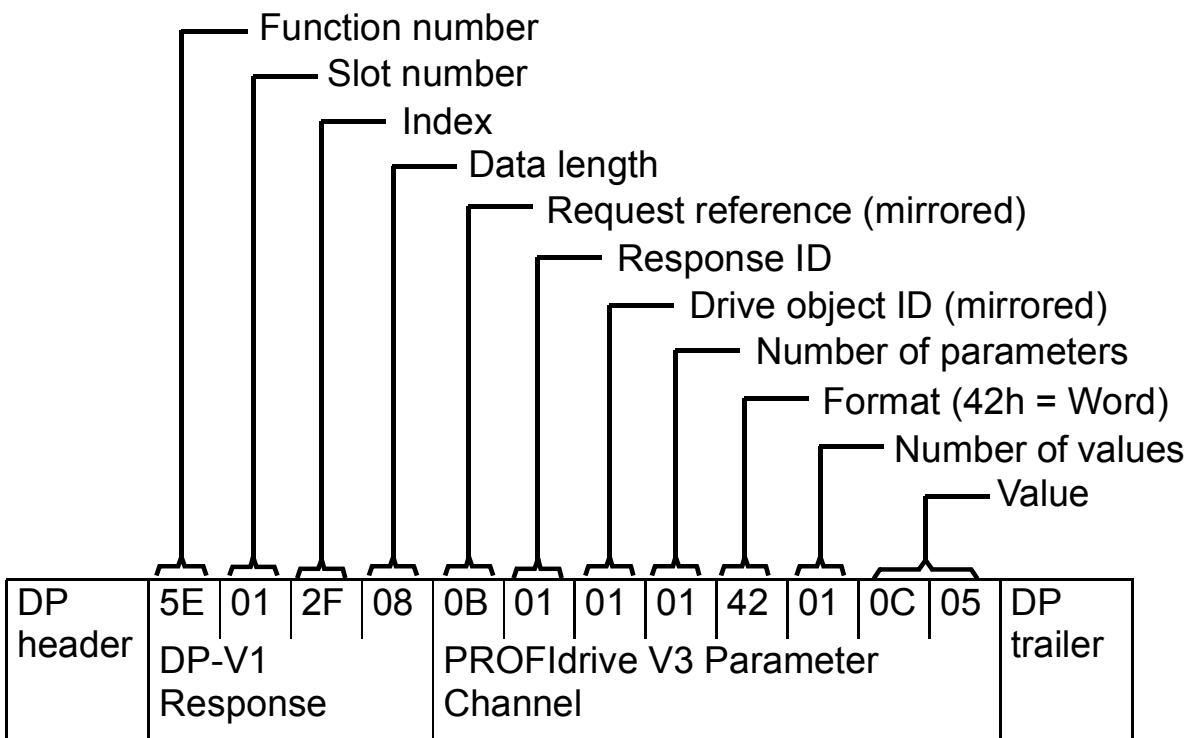 Function number
Slot number
Index
Data length
Request reference (mirrored)
Response ID
Drive object ID (mirrored)
Number of parameters
Format (42h = Word)
Number of values
Value
DP header
5E 01 2F 08 0B 01 01 01 42 01 0C 05
DP-V1
Response
PROFIdrive V3 Parameter
Channel
DP trailer